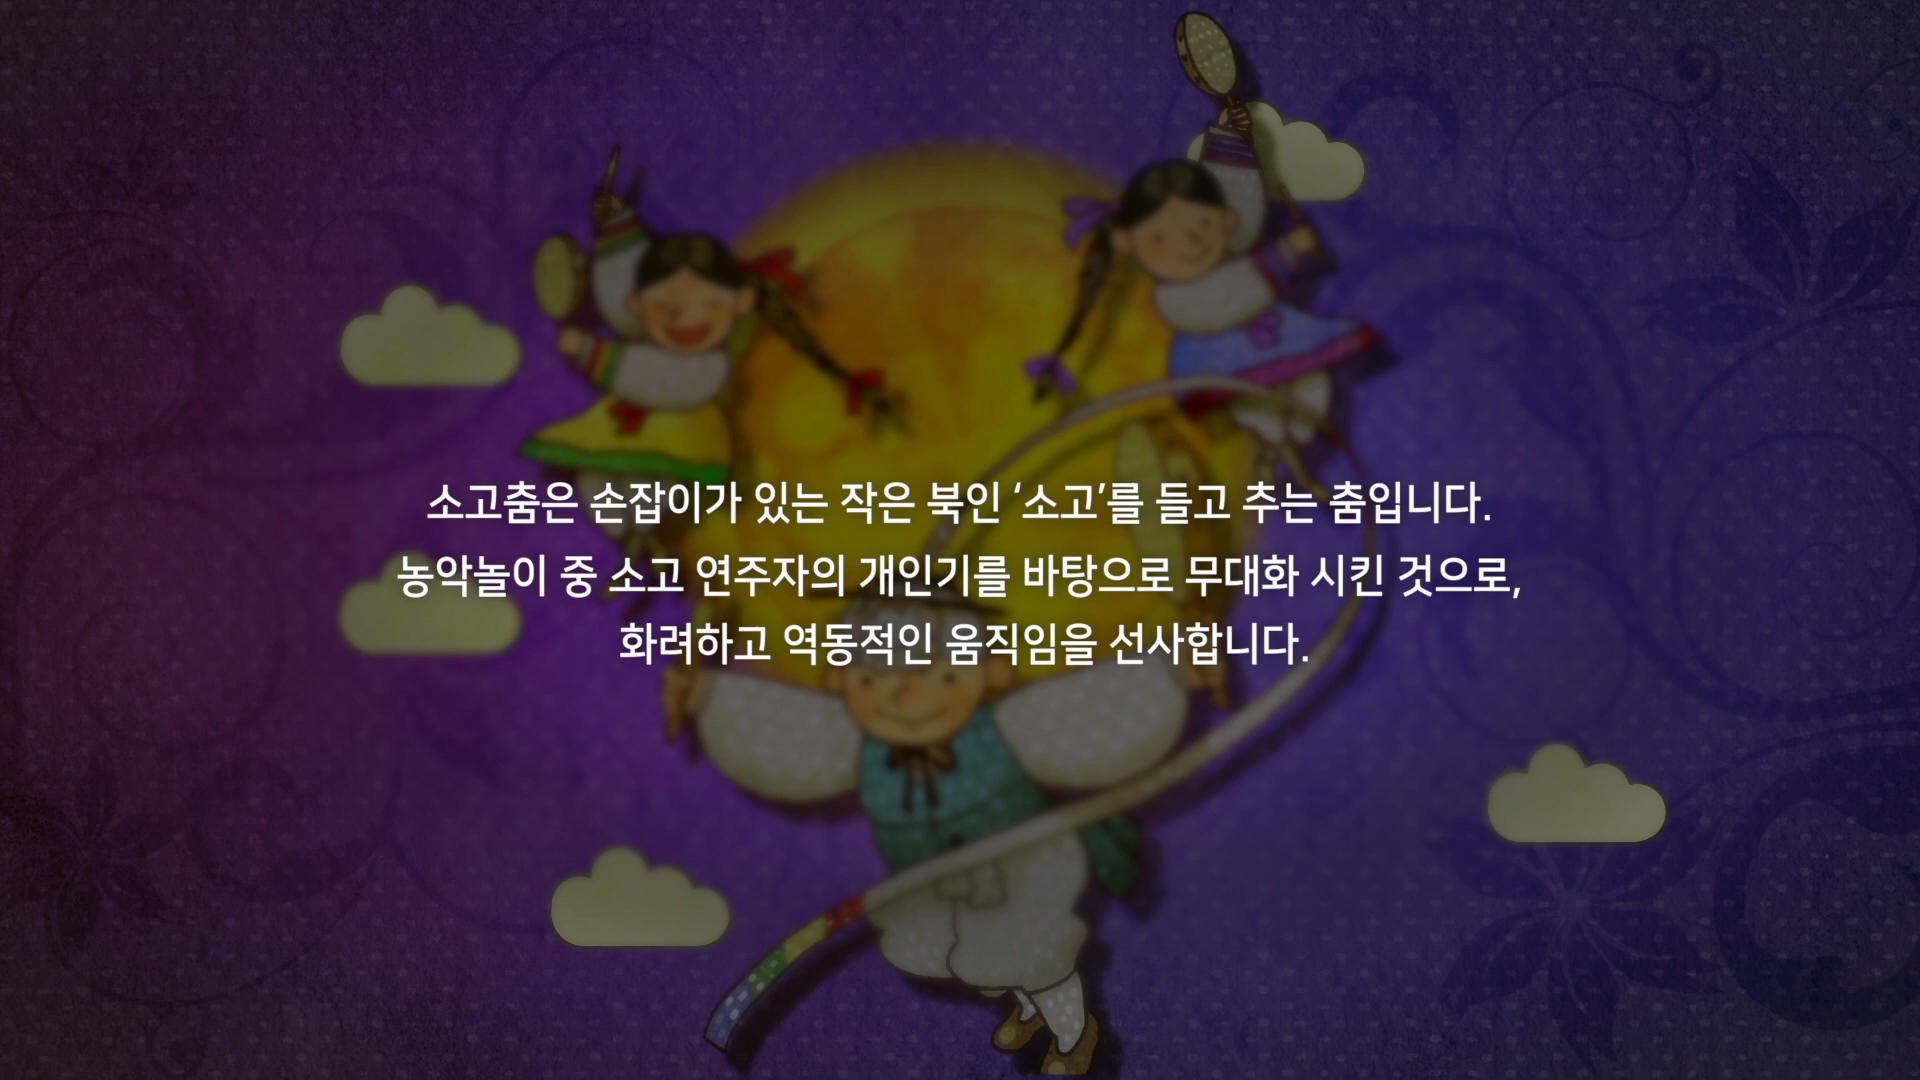 소고춤은 손잡이가 있는 작은 북인 ‘소고’를 들고 추는 춤입니다.
농악놀이 중 소고 연주자의 개인기를 바탕으로 무대화 시킨 것으로,
화려하고 역동적인 움직임을 선사합니다.